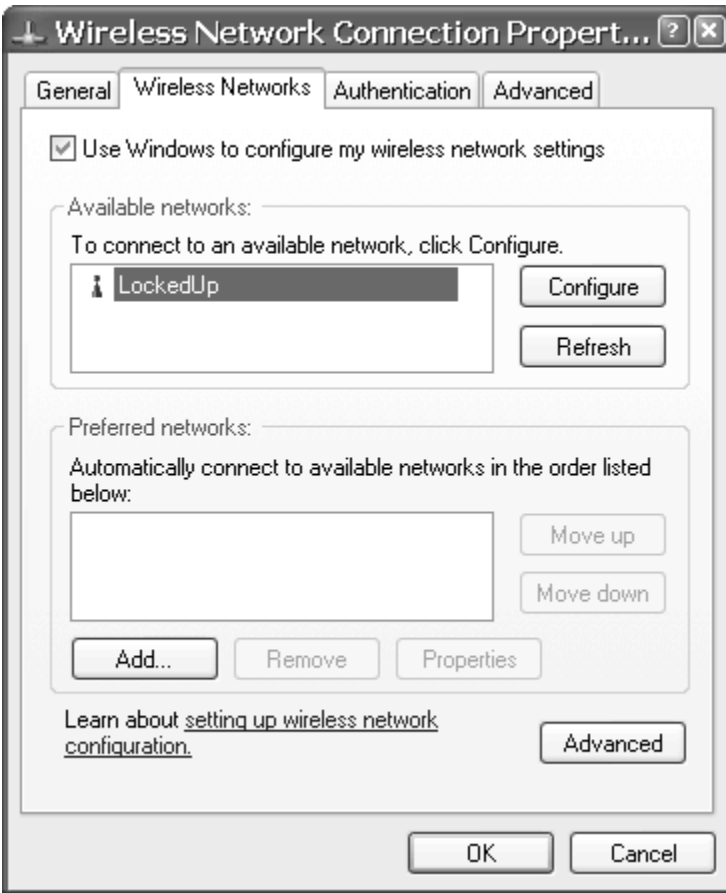 Wireless Network Connection Propert...
General Wireless Networks Authentication Advanced
Use Windows to configure my wireless network settings
Available networks:
To connect to an available network, click Configure.
LockedUp
Configure
Refresh
Preferred networks:
Automatically connect to available networks in the order listed
below:
Move up
Move down
Add... Remove Properties
Learn about setting up wireless network
configuration.
Advanced
OK Cancel